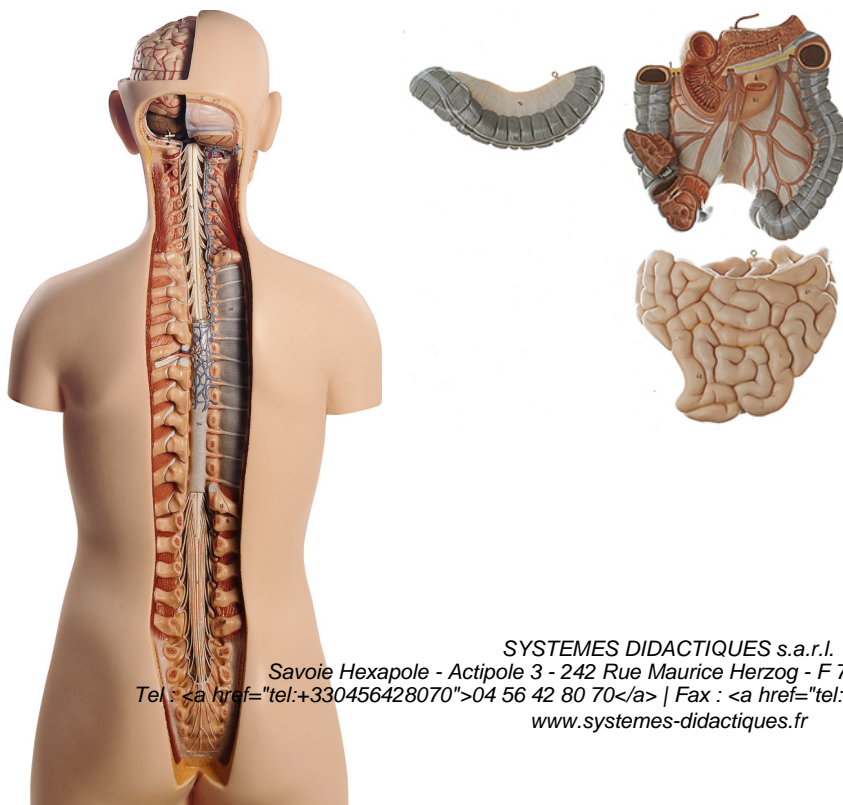 SYSTEMES DIDACTIQUES s.a.r.l.
Savoie Hexapole - Actipole 3 - 242 Rue Maurice Herzog - F 7
Tel : <a href="tel:+330456428070">04 56 42 80 70</a> | Fax : <a href="tel:
www.systemes-didactiques.fr